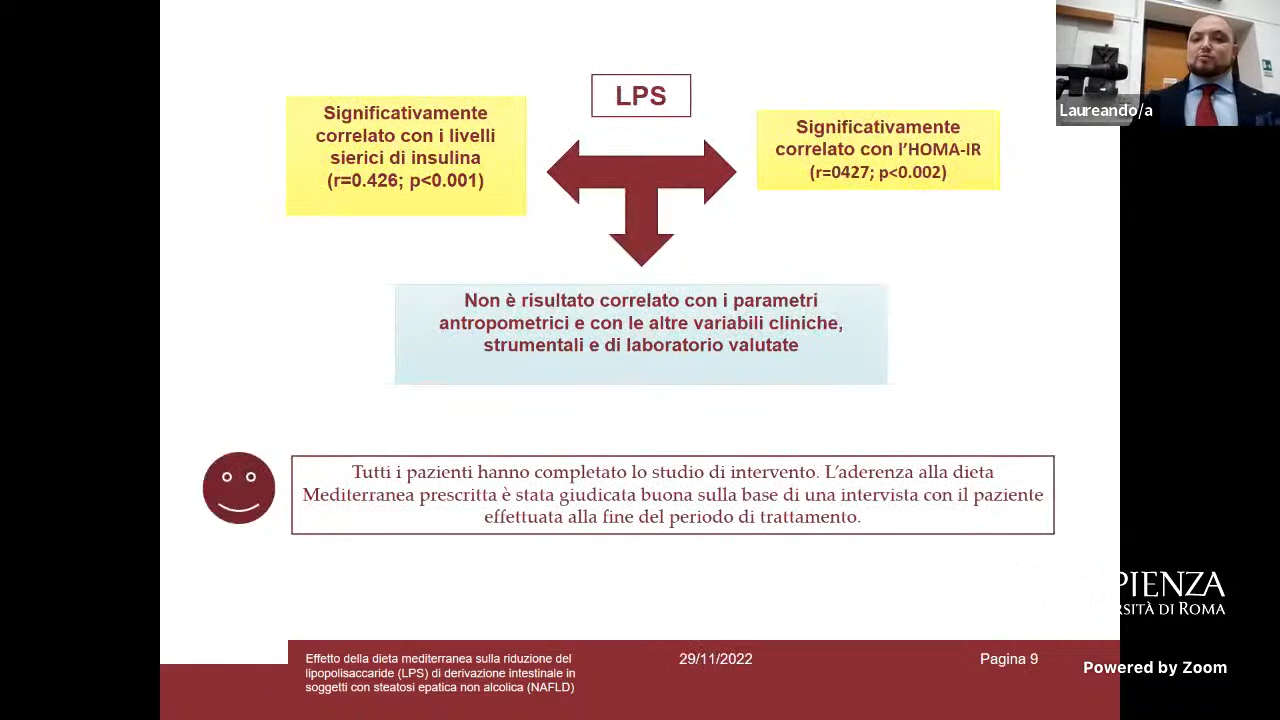 LPS
Significativamente
correlato con i livelli
sierici di insulina
(r=0.426; p<0.001)
Significativamente
correlato con l'HOMA-IR
(r=0427; p<0.002)
Non è risultato correlato con i parametri
antropometrici e con le altre variabili cliniche,
strumentali e di laboratorio valutate
Tutti i pazienti hanno completato lo studio di intervento. L'aderenza alla dieta
Mediterranea prescritta è stata giudicata buona sulla base di una intervista con il paziente
effettuata alla fine del periodo di trattamento.
Effetto della dieta mediterranea sulla riduzione del
lipopolisaccaride (LPS) di derivazione intestinale in
soggetti con steatosi epatica non alcolica (NAFLD)
29/11/2022
Pagina 9
Laureando/a
PIENZA
RSITÀ DI ROMA
Powered by Zoom